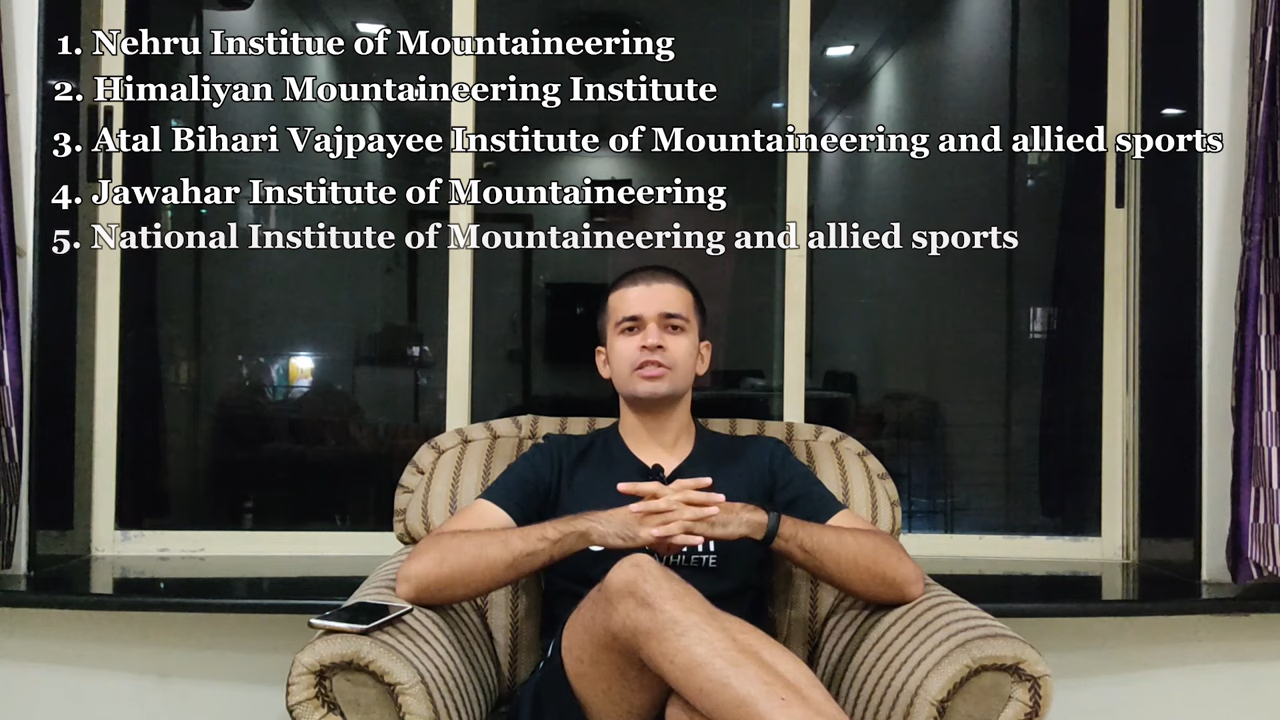 1. Nehru Institue of Mountaineering
2. Himaliyan Mountaineering Institute
3. Atal Bihari Vajpayee Institute of Mountaineering and allied sports
4. Jawahar Institute of Mountaineering
5. National Institute of Mountaineering and allied sports